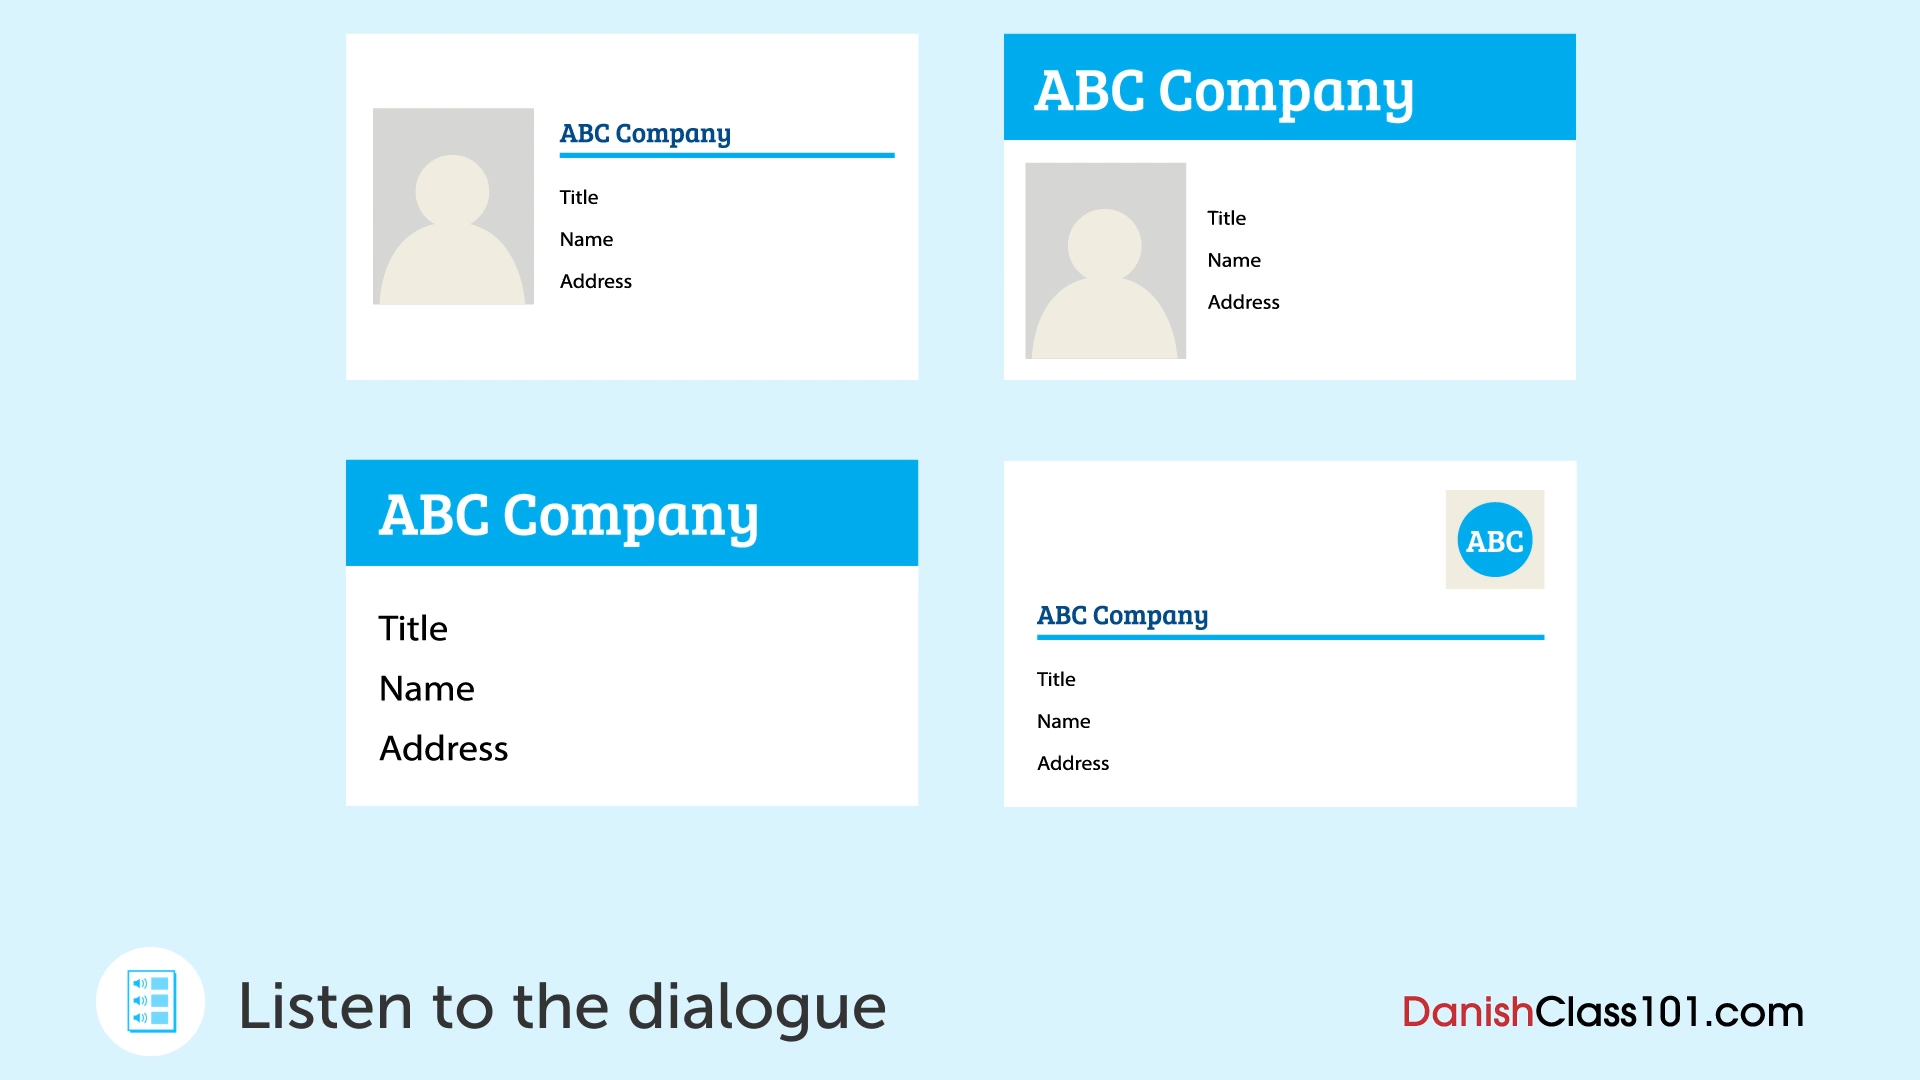 ABC Company
Title
Name
Address
ABC Company
Title
Name
Address
ABC Company
Title
Name
Address
ABC
ABC Company
Title
Name
Address
Listen to the dialogue
DanishClass101.com